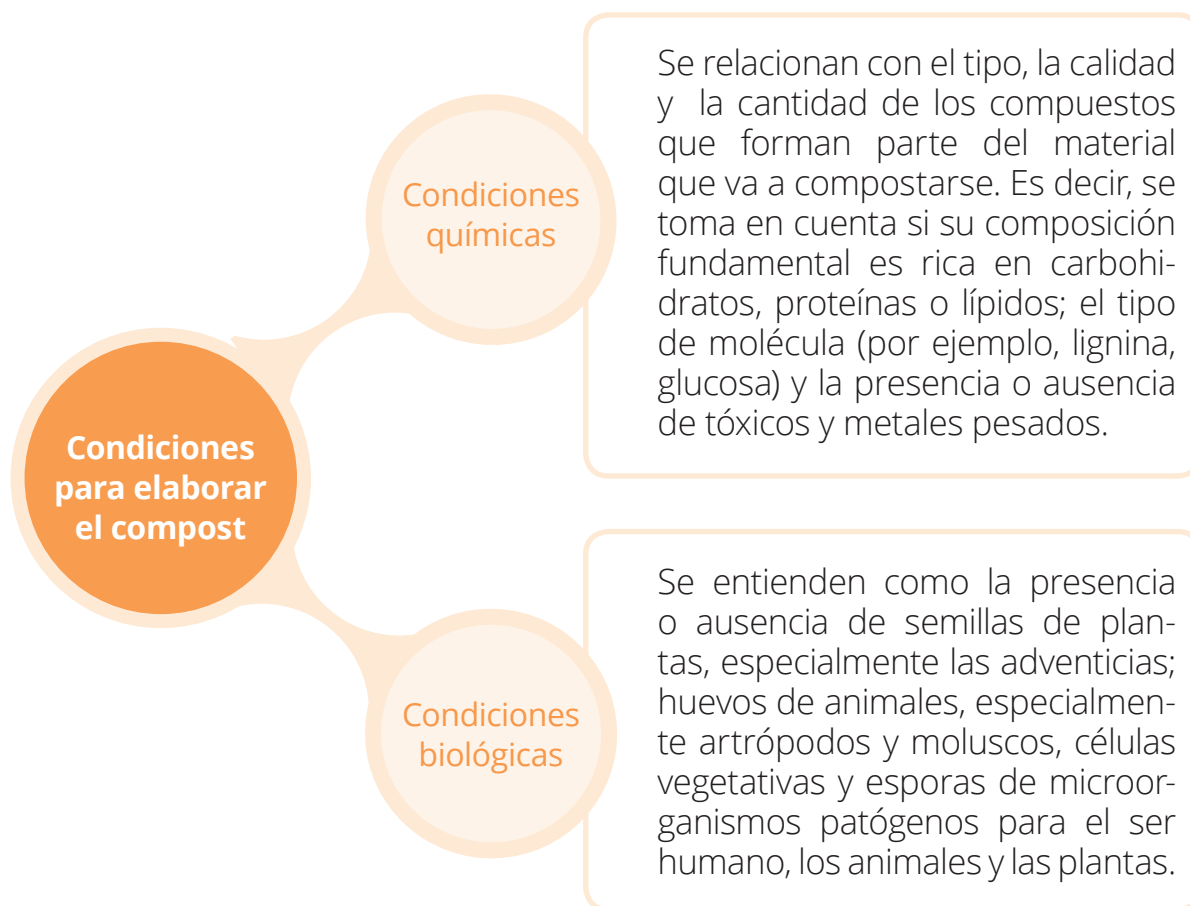 Condiciones
para elaborar
el compost
Condiciones
químicas
Se relacionan con el tipo, la calidad
y la cantidad de los compuestos
que forman parte del material
que va a compostarse. Es decir, se
toma en cuenta si su composición
fundamental es rica en carbohi-
dratos, proteínas o lípidos; el tipo
de molécula (por ejemplo, lignina,
glucosa) y la presencia o ausencia
de tóxicos y metales pesados.
Condiciones
biológicas
Se entienden como la presencia
o ausencia de semillas de plan-
tas, especialmente las adventicias;
huevos de animales, especialmen-
te artrópodos y moluscos, células
vegetativas y esporas de microor-
ganismos patógenos para el ser
humano, los animales y las plantas.